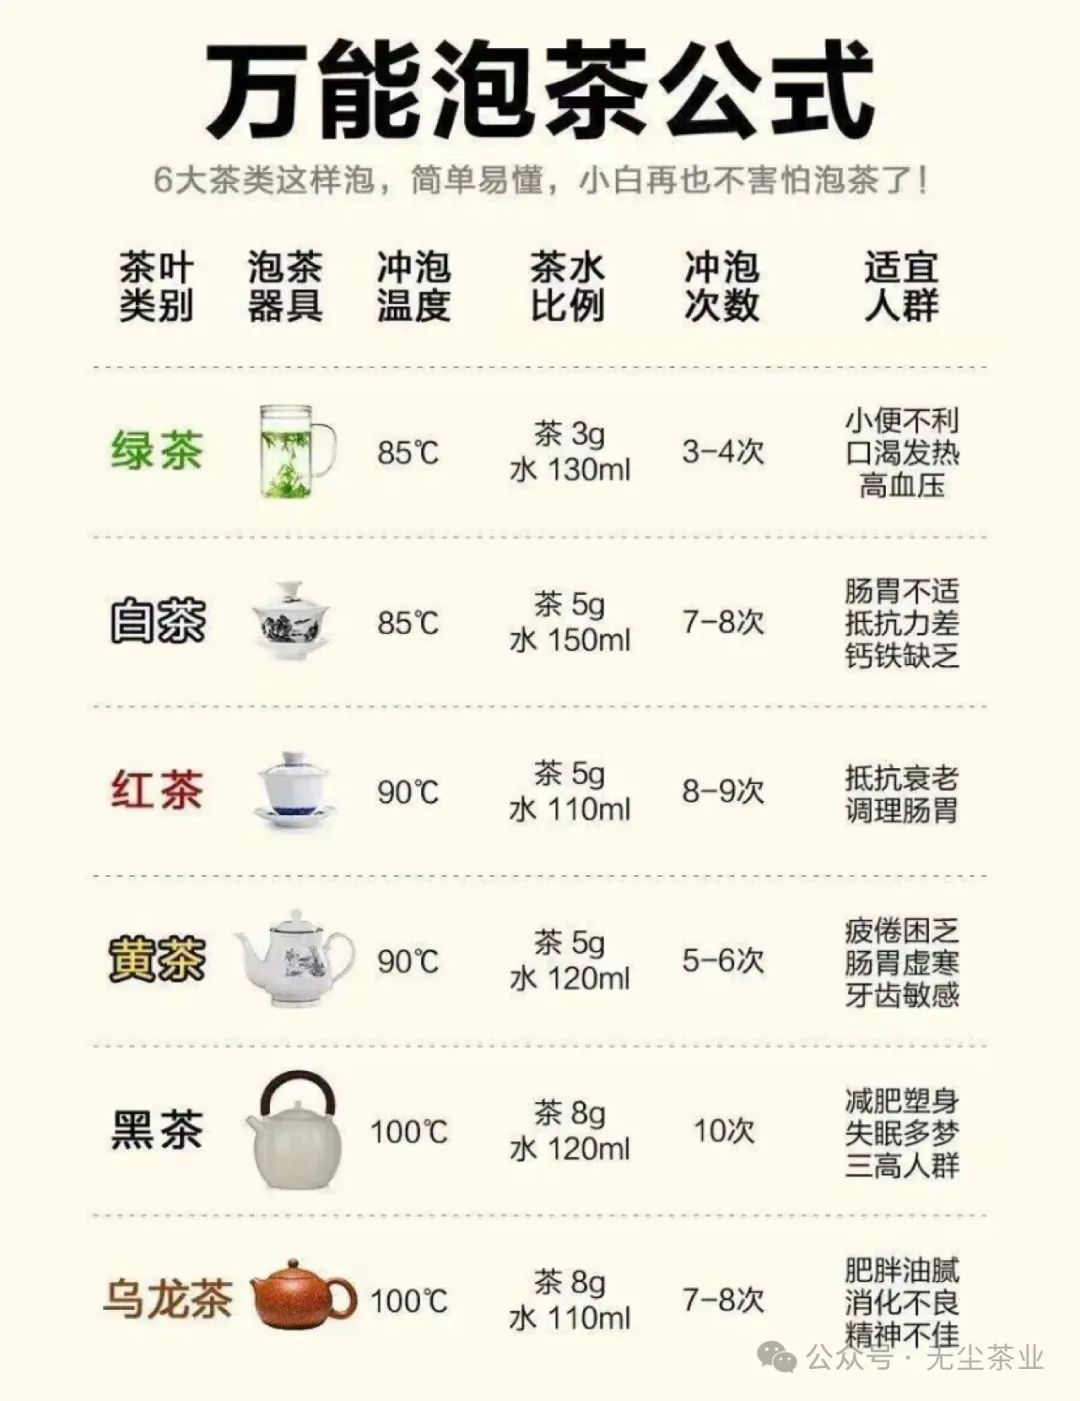 万能泡茶公式
6大茶类这样泡，简单易懂，小白再也不害怕泡茶了！
茶叶类别 泡茶器具 冲泡温度 茶水比例 冲泡次数 适宜人群
绿茶
85℃
茶 3g
水 130ml
3-4次
小便不利
口渴发热
高血压
白茶
85℃
茶 5g
水 150ml
7-8次
肠胃不适
抵抗力差
钙铁缺乏
红茶
90℃
茶 5g
水 110ml
8-9次
抵抗衰老
调理肠胃
黄茶
90℃
茶 5g
水 120ml
5-6次
疲倦困乏
肠胃虚寒
牙齿敏感
黑茶
100℃
茶 8g
水 120ml
10次
减肥塑身
失眠多梦
三高人群
乌龙茶
100℃
茶 8g
水 110ml
7-8次
肥胖油腻
消化不良
精神不佳
公众号·无尘茶业